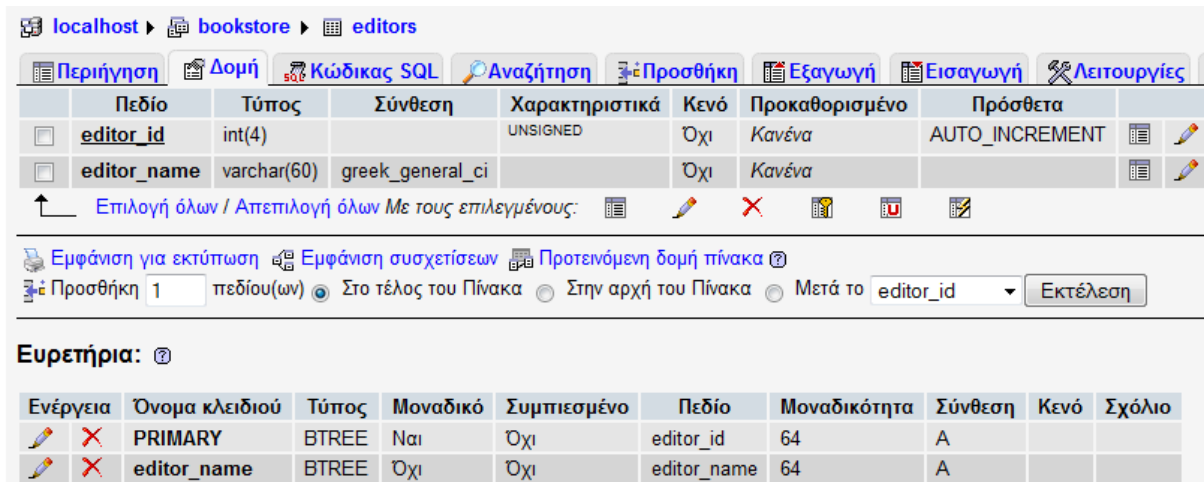 localhost bookstore editors
Περιήγηση Δομή Κώδικας SQL Αναζήτηση Προσθήκη Εξαγωγή Εισαγωγή Λειτουργίες
Πεδίο Τύπος Σύνθεση Χαρακτηριστικά Κενό Προκαθορισμένο Πρόσθετα
editor_id int(4) UNSIGNED Όχι Κανένα AUTO_INCREMENT
editor_name varchar(60) greek_general_ci Όχι Κανένα
Επιλογή όλων / Απεπιλογή όλων Με τους επιλεγμένους:
Εμφάνιση για εκτύπωση Εμφάνιση συσχετίσεων Προτεινόμενη δομή πίνακα
Προσθήκη 1 πεδίου(ων) Στο τέλος του Πίνακα Στην αρχή του Πίνακα Μετά το editor_id Εκτέλεση
Ευρετήρια:
Ενέργεια Όνομα κλειδιού Τύπος Μοναδικό Συμπιεσμένο Πεδίο Μοναδικότητα Σύνθεση Κενό Σχόλιο
PRIMARY BTREE Ναι Όχι editor_id 64 A
editor_name BTREE Όχι Όχι editor_name 64 A